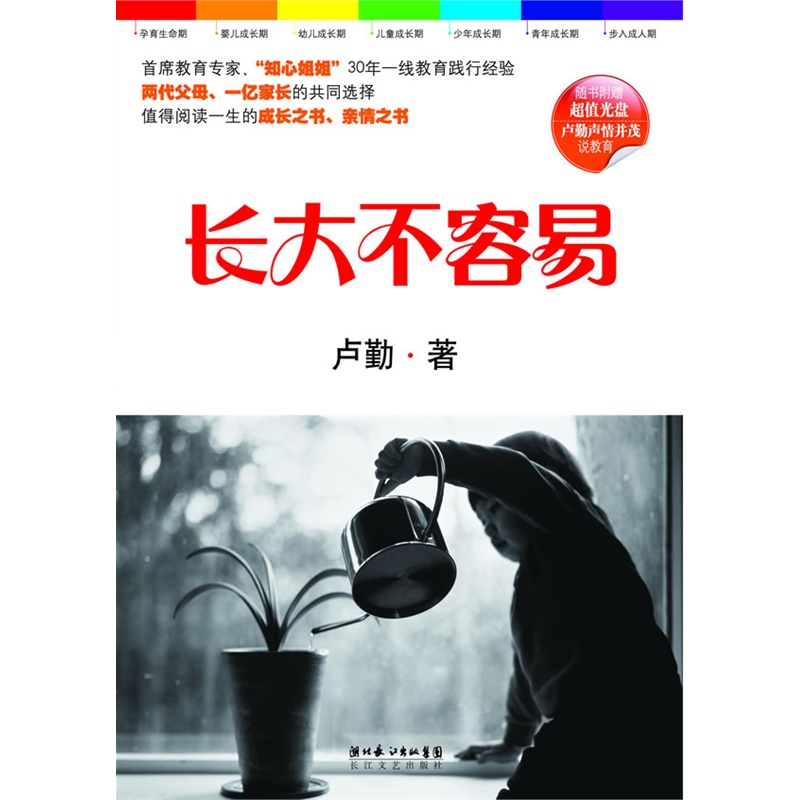 孕育生命期
婴儿成长期
幼儿成长期
儿童成长期
少年成长期
青年成长期
步入成人期
首席教育专家、“知心姐姐”30年一线教育践行经验
两代父母、一亿家长的共同选择
值得阅读一生的成长之书、亲情之书
随书附赠
超值光盘
卢勤声情并茂
说教育
长大不容易
卢勤·著
湖北长江出版集团
长江文艺出版社